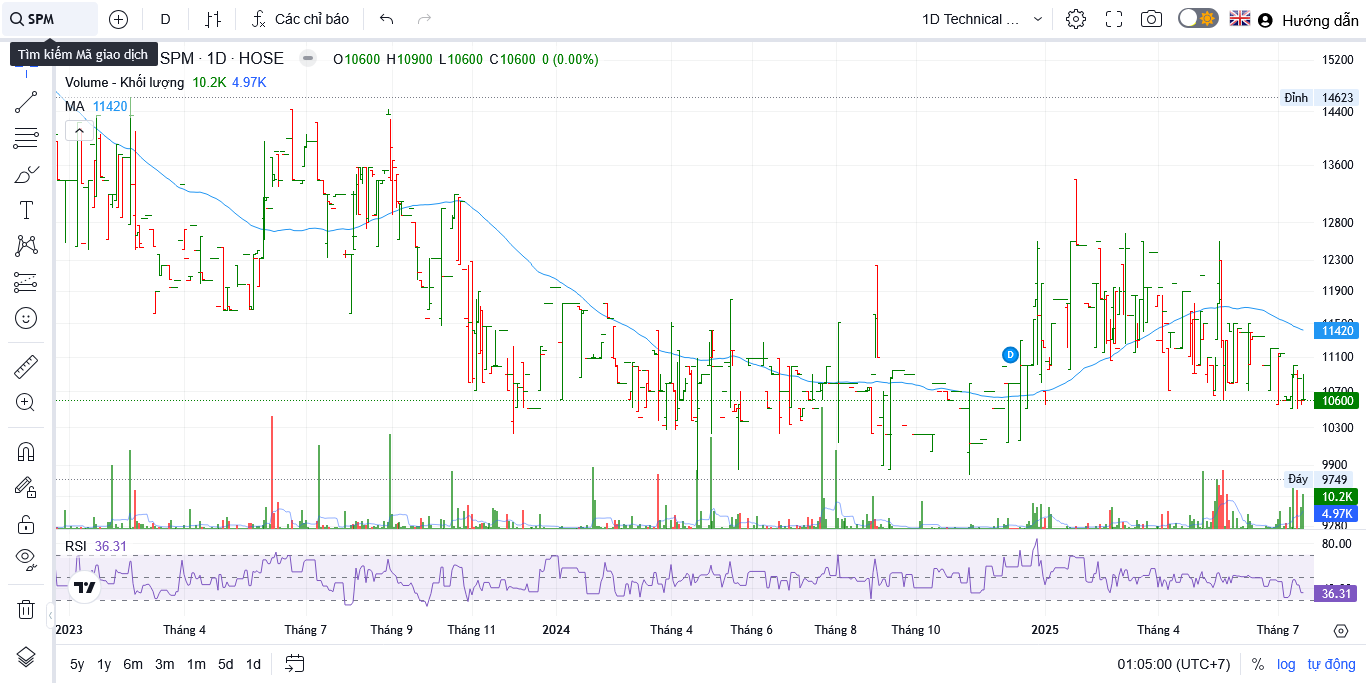 SPM
D
Các chỉ báo
1D Technical ...
Hướng dẫn
Tìm kiếm Mã giao dịch
SPM · 1D · HOSE
O10600 H10900 L10600 C10600 0 (0.00%)
Volume - Khối lượng 10.2K 4.97K
MA 11420
15200
Đỉnh 14623
14400
13600
12800
12300
11900
11420
11100
D
10700
10600
10300
9900
Đáy 9749
10.2K
4.97K
9780
RSI 36.31
80.00
36.31
2023 Tháng 4 Tháng 7 Tháng 9 Tháng 11 2024 Tháng 4 Tháng 6 Tháng 8 Tháng 10 2025 Tháng 4 Tháng 7
5y 1y 6m 3m 1m 5d 1d
01:05:00 (UTC+7) % log tự động